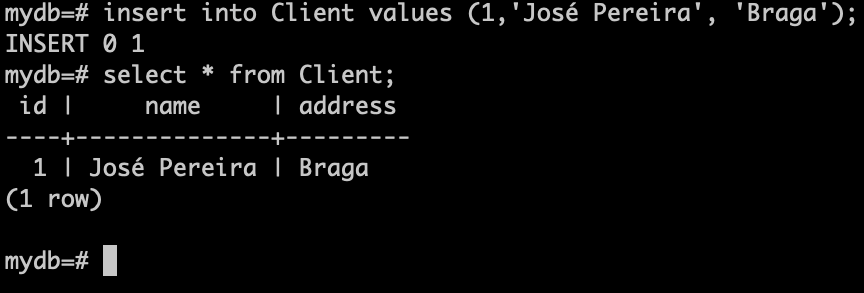 mydb=# insert into Client values (1,'José Pereira', 'Braga');
INSERT 0 1
mydb=# select * from Client;
 id |     name     | address
----+--------------+---------
  1 | José Pereira | Braga
(1 row)

mydb=#